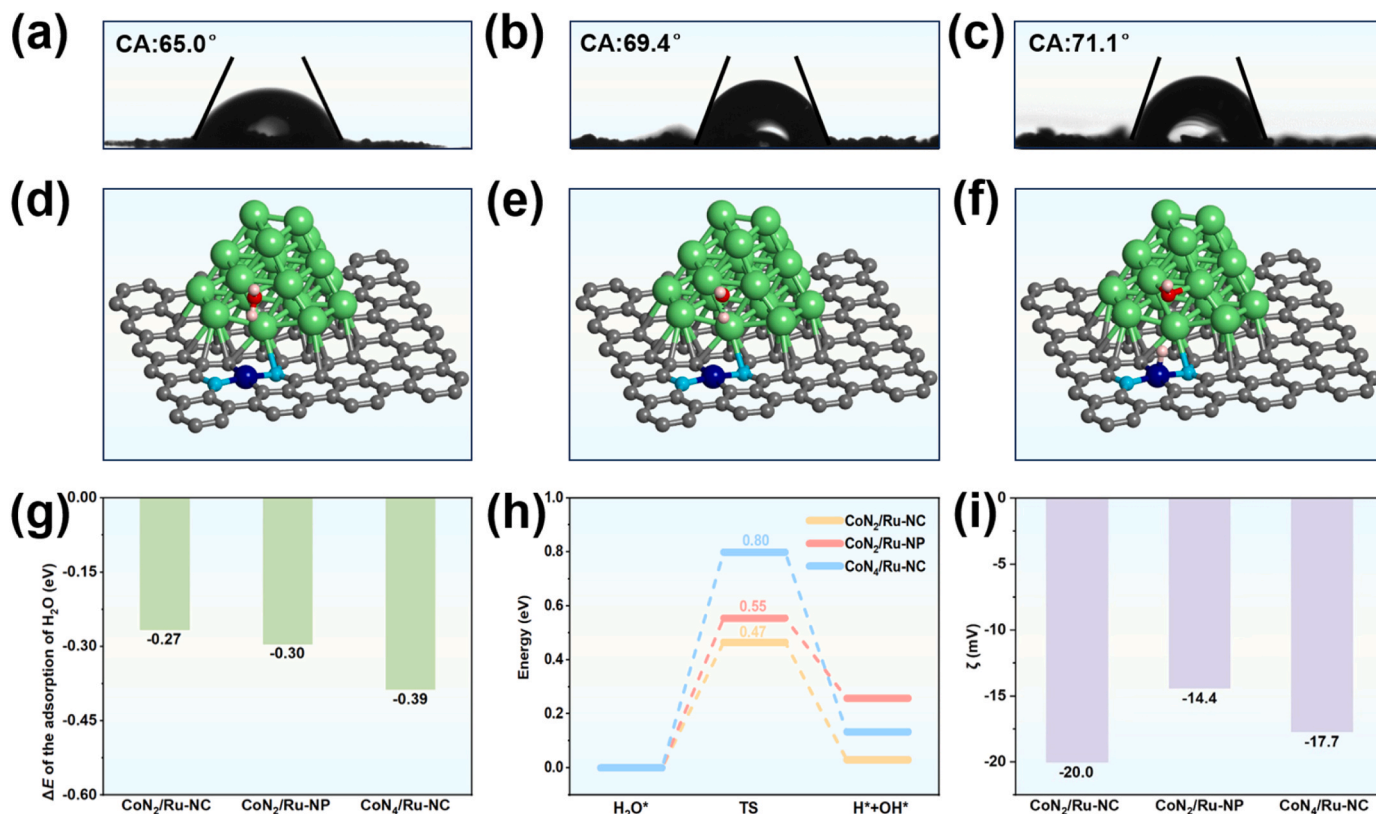 (a)
CA:65.0°
(b)
CA:69.4°
(c)
CA:71.1°
(d)
(e)
(f)
(g)
ΔE of the adsorption of H₂O (eV)
0.00
-0.15
-0.30
-0.45
-0.60
-0.27
-0.30
-0.39
CoN₂/Ru-NC
CoN₂/Ru-NP
CoN₄/Ru-NC
(h)
Energy (eV)
1.0
0.8
0.6
0.4
0.2
0.0
CoN₂/Ru-NC
CoN₂/Ru-NP
CoN₄/Ru-NC
0.80
0.55
0.47
H₂O*
TS
H*+OH*
(i)
ζ (mV)
0
-5
-10
-15
-20
-20.0
-14.4
-17.7
CoN₂/Ru-NC
CoN₂/Ru-NP
CoN₄/Ru-NC